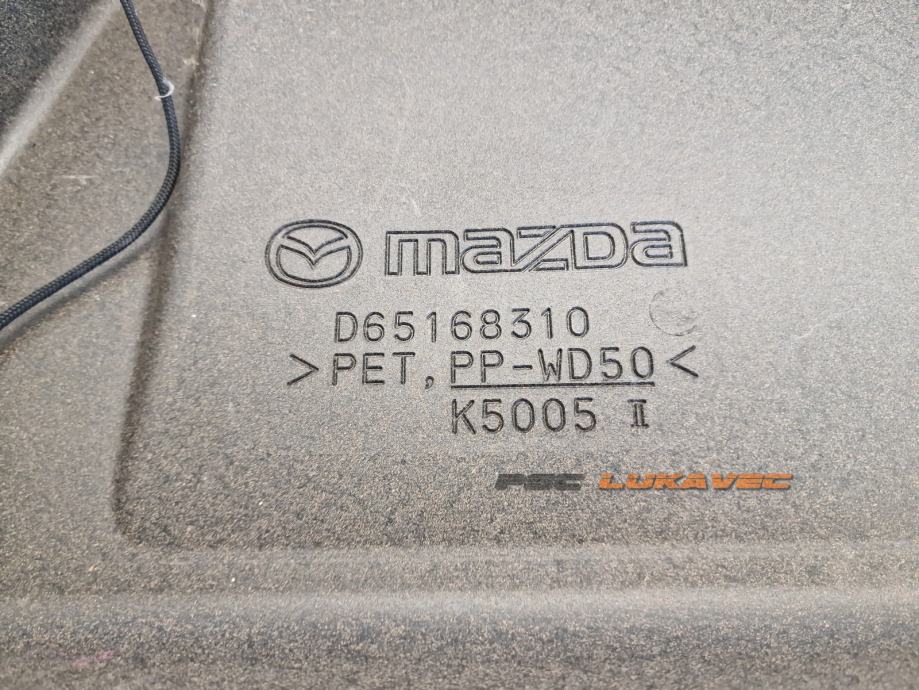 mazda
D65168310
>PET, PP-WD50<
K5005 II
PSC LUKAVEC